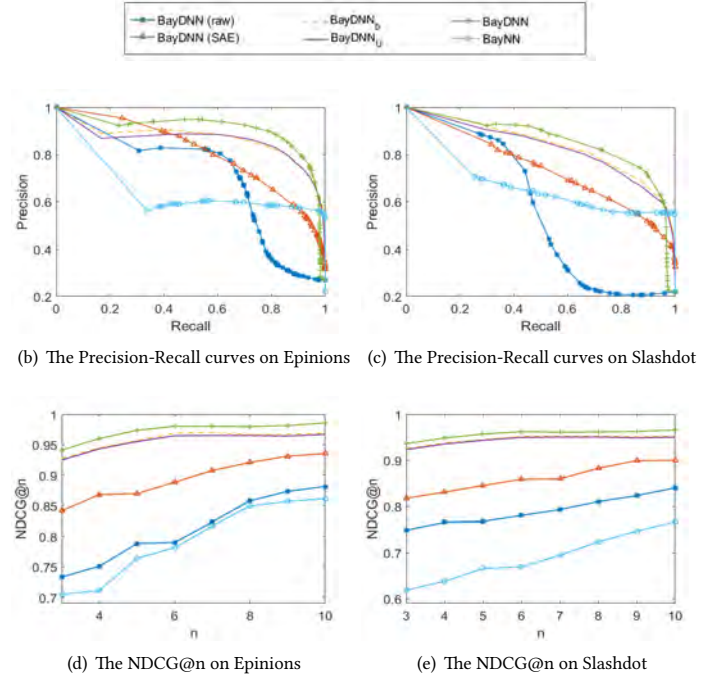 BayDNN (raw) BayDNN_b BayDNN
BayDNN (SAE) BayDNN_U BayNN
1
0.8
0.6
0.4
0.2
Precision
0 0.2 0.4 0.6 0.8 1
Recall
1
0.8
0.6
0.4
0.2
Precision
0 0.2 0.4 0.6 0.8 1
Recall
(b) The Precision-Recall curves on Epinions
(c) The Precision-Recall curves on Slashdot
1
0.95
0.9
0.85
0.8
0.75
0.7
NDCG@n
4 6 8 10
n
1
0.9
0.8
0.7
0.6
NDCG@n
3 4 5 6 7 8 9 10
n
(d) The NDCG@n on Epinions
(e) The NDCG@n on Slashdot